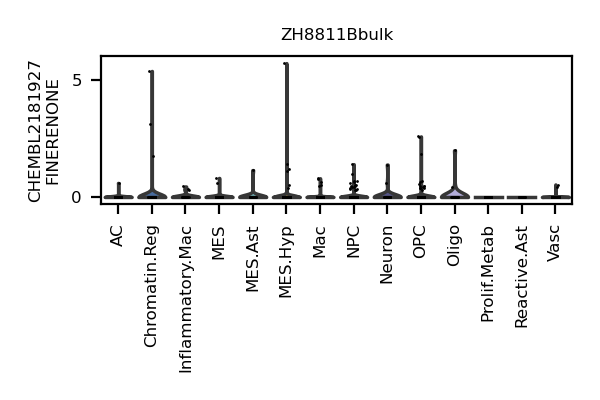 ZH8811Bbulk
CHEMBL2181927
FINERENONE
5
0
AC
Chromatin.Reg
Inflammatory.Mac
MES
MES.Ast
MES.Hyp
Mac
NPC
Neuron
OPC
Oligo
Prolif.Metab
Reactive.Ast
Vasc